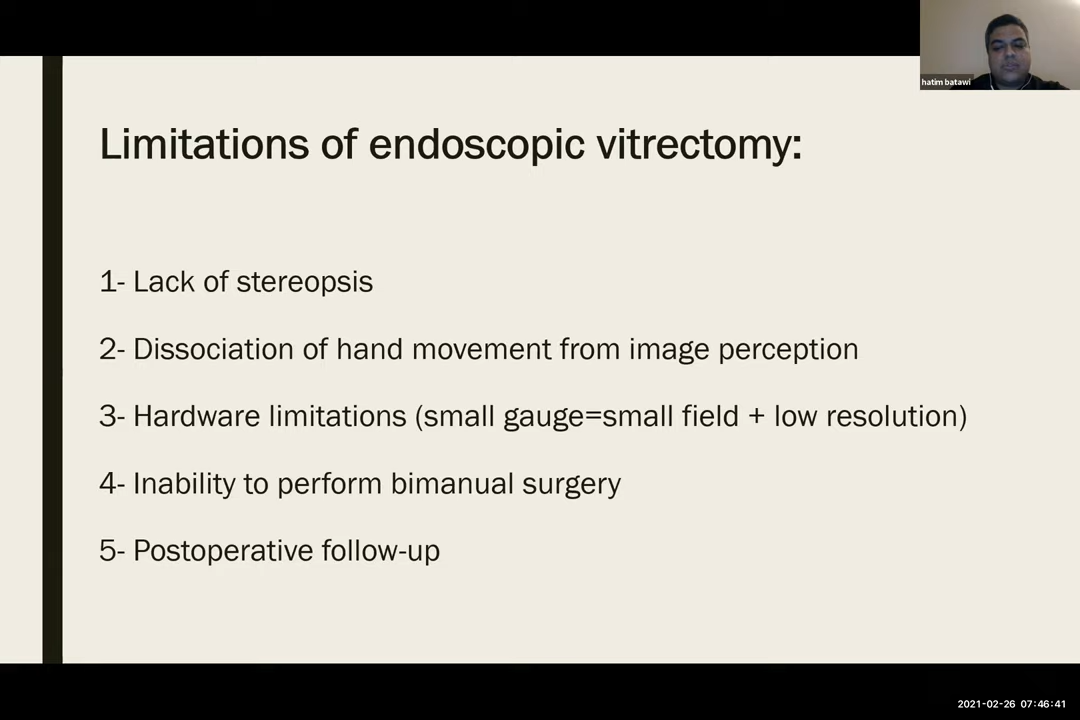 hatim batawi
Limitations of endoscopic vitrectomy:
1- Lack of stereopsis
2- Dissociation of hand movement from image perception
3- Hardware limitations (small gauge=small field + low resolution)
4- Inability to perform bimanual surgery
5- Postoperative follow-up
2021-02-26 07:46:41